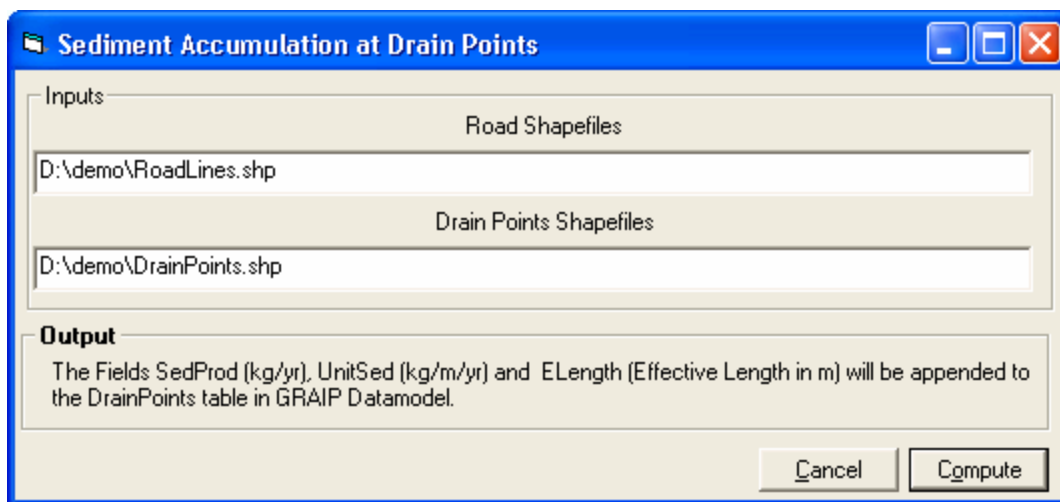 Sediment Accumulation at Drain Points
Inputs
Road Shapefiles
D:\demo\RoadLines.shp
Drain Points Shapefiles
D:\demo\DrainPoints.shp
Output
The Fields SedProd (kg/yr), UnitSed (kg/m/yr) and ELength (Effective Length in m) will be appended to
the DrainPoints table in GRAIP Datamodel.
Cancel
Compute